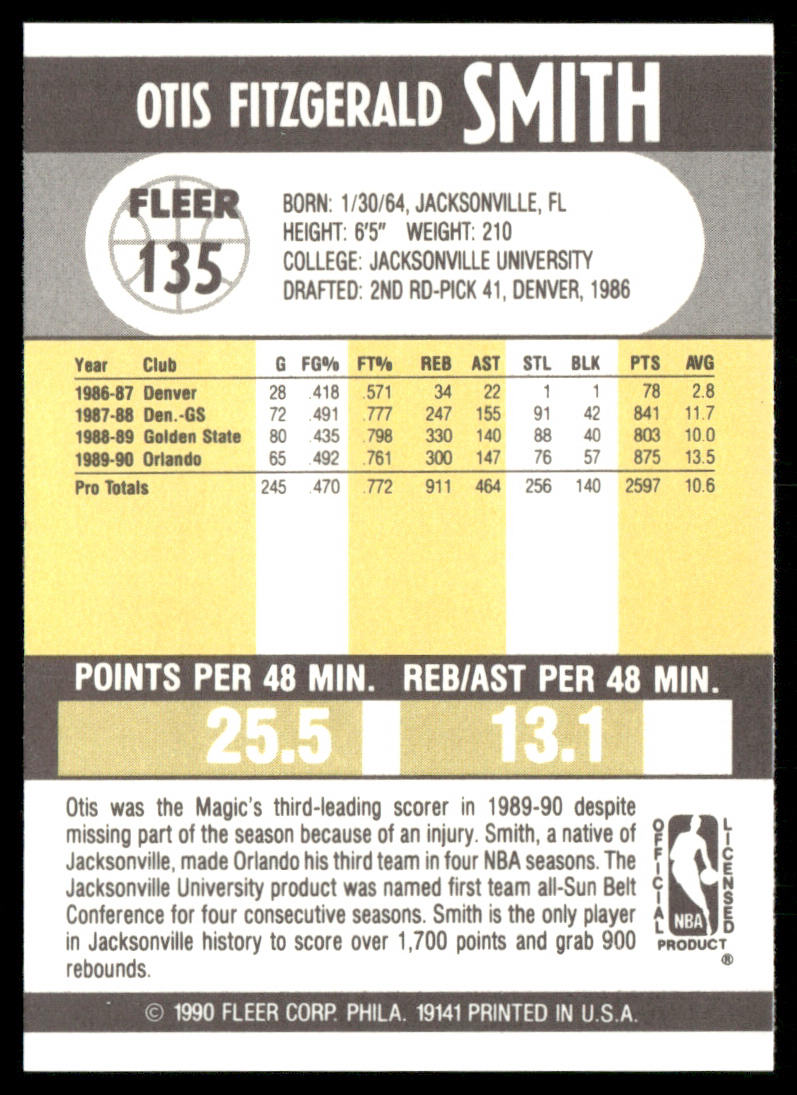 OTIS FITZGERALD SMITH
FLEER
135
BORN: 1/30/64, JACKSONVILLE, FL
HEIGHT: 6'5" WEIGHT: 210
COLLEGE: JACKSONVILLE UNIVERSITY
DRAFTED: 2ND RD-PICK 41, DENVER, 1986
Year Club G FG% FT% REB AST STL BLK PTS AVG
1986-87 Denver 28 .418 .571 34 22 1 1 78 2.8
1987-88 Den.-GS 72 .491 .777 247 155 91 42 841 11.7
1988-89 Golden State 80 .435 .798 330 140 88 40 803 10.0
1989-90 Orlando 65 .492 .761 300 147 76 57 875 13.5
Pro Totals 245 .470 .772 911 464 256 140 2597 10.6
POINTS PER 48 MIN. REB/AST PER 48 MIN.
25.5 13.1
Otis was the Magic's third-leading scorer in 1989-90 despite
missing part of the season because of an injury. Smith, a native of
Jacksonville, made Orlando his third team in four NBA seasons. The
Jacksonville University product was named first team all-Sun Belt
Conference for four consecutive seasons. Smith is the only player
in Jacksonville history to score over 1,700 points and grab 900
rebounds.
OFFICIAL
LICENSED
NBA
PRODUCT
®
© 1990 FLEER CORP. PHILA. 19141 PRINTED IN U.S.A.